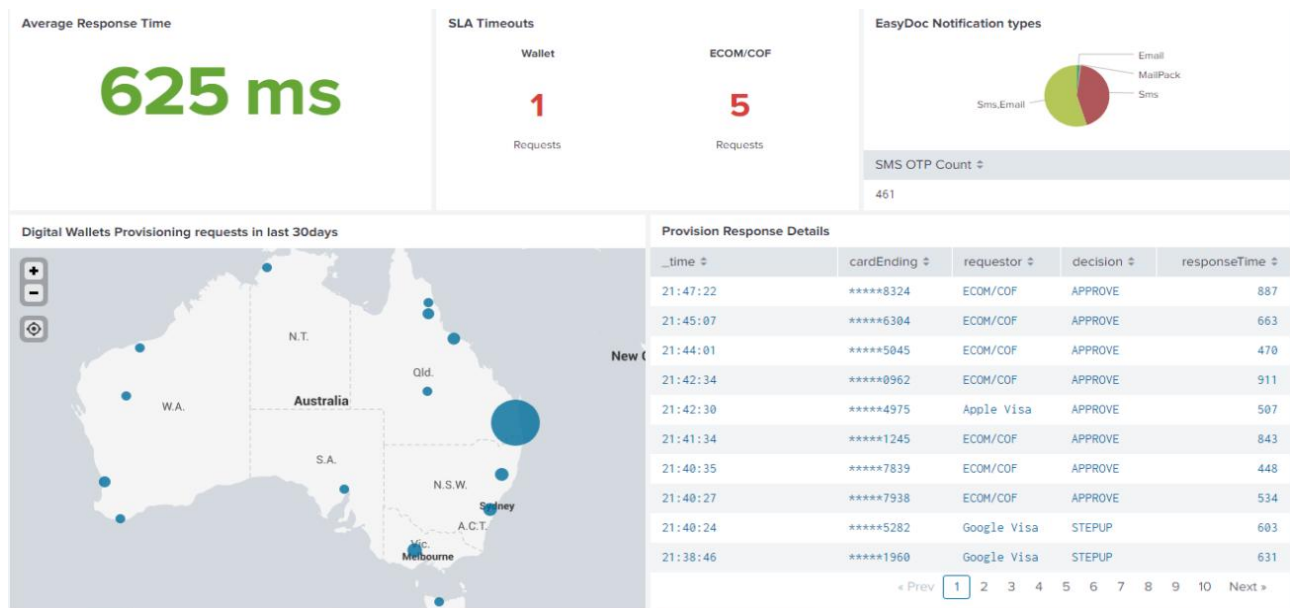 Average Response Time
625 ms
SLA Timeouts
Wallet ECOM/COF
1 5
Requests Requests
EasyDoc Notification types
Email
MailPack
Sms
Sms,Email
SMS OTP Count
461
Digital Wallets Provisioning requests in last 30days
+
−
N.T.
Qld.
New
W.A.
Australia
S.A.
N.S.W.
Sydney
A.C.T.
Vic.
Melbourne
Provision Response Details
_time cardEnding requestor decision responseTime
21:47:22 *****8324 ECOM/COF APPROVE 887
21:45:07 *****6304 ECOM/COF APPROVE 663
21:44:01 *****5045 ECOM/COF APPROVE 470
21:42:34 *****0962 ECOM/COF APPROVE 911
21:42:30 *****4975 Apple Visa APPROVE 507
21:41:34 *****1245 ECOM/COF APPROVE 843
21:40:35 *****7839 ECOM/COF APPROVE 448
21:40:27 *****7938 ECOM/COF APPROVE 534
21:40:24 *****5282 Google Visa STEPUP 603
21:38:46 *****1960 Google Visa STEPUP 631
« Prev 1 2 3 4 5 6 7 8 9 10 Next »